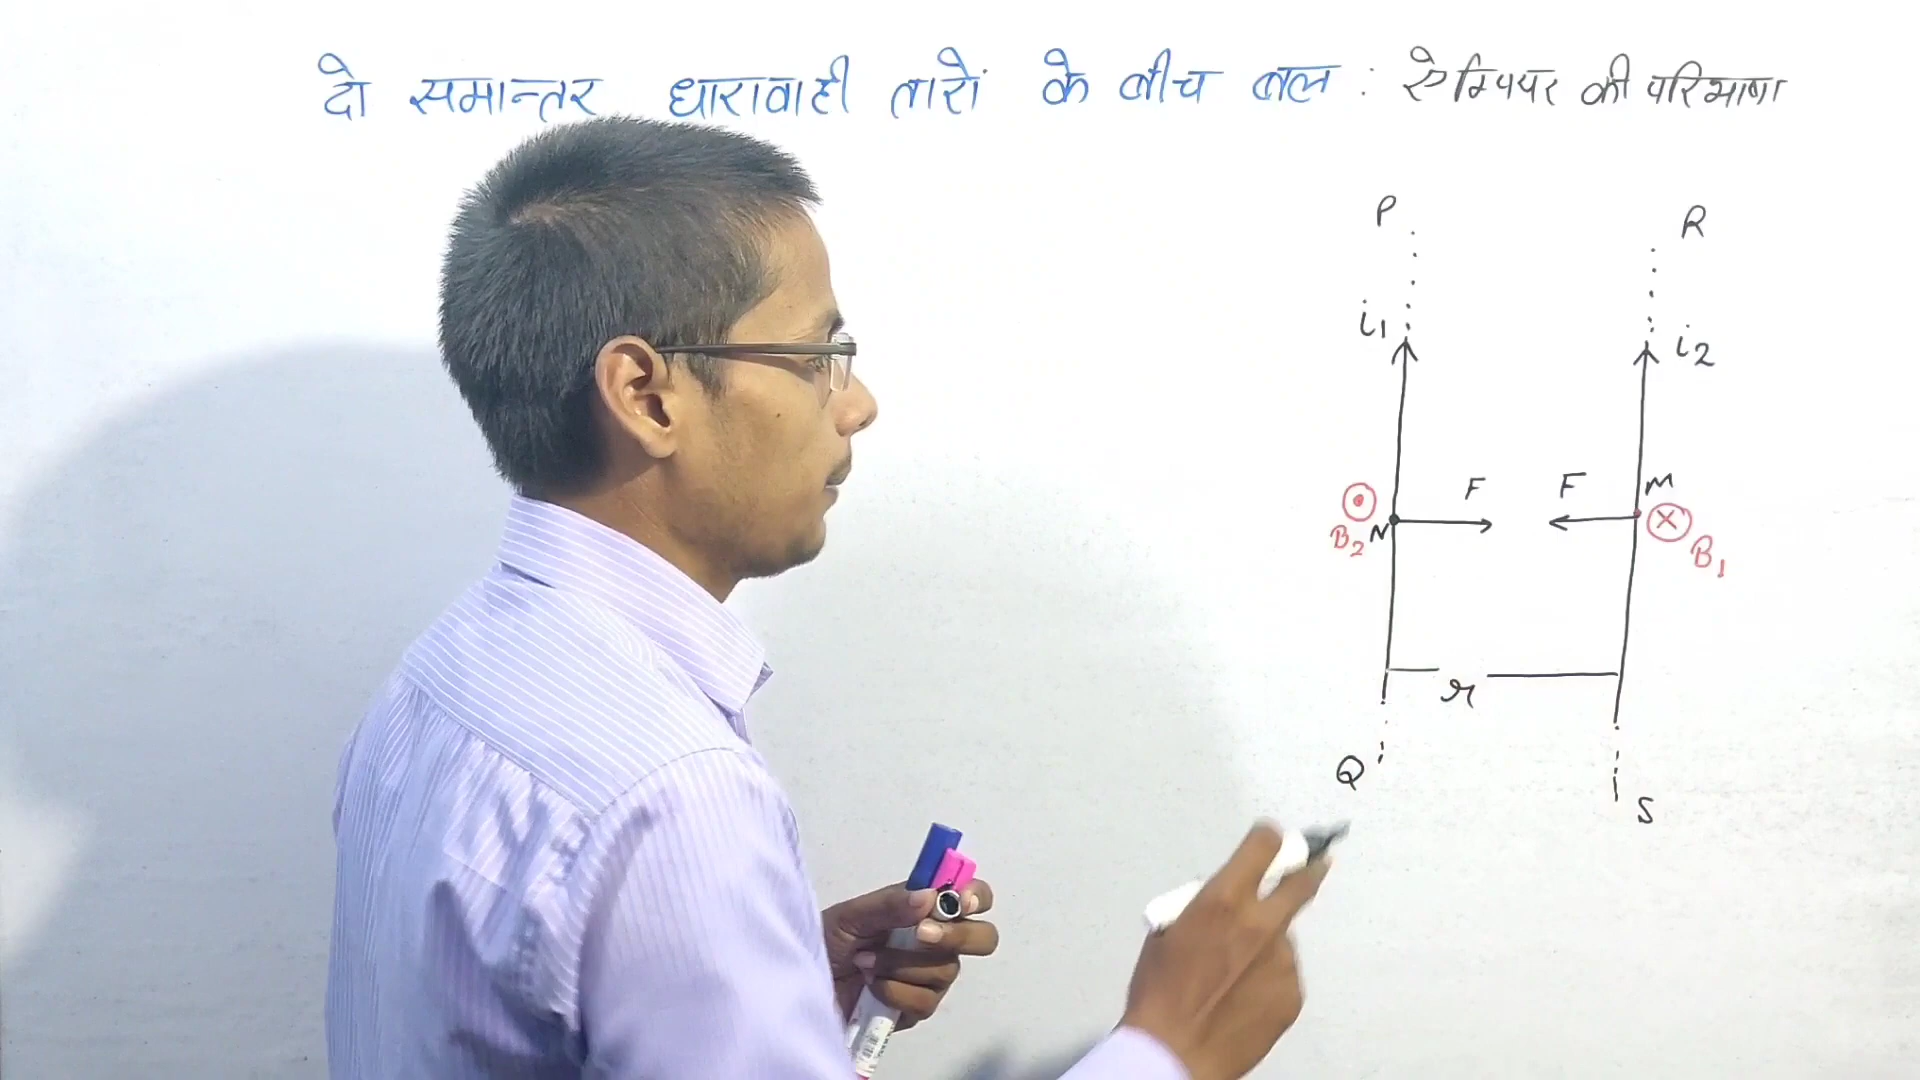 दो समान्तर धारावाही तारों के बीच बल : ऐम्पियर की परिभाषा
P R
i1 i2
F F M
B2 N B1
r
Q S